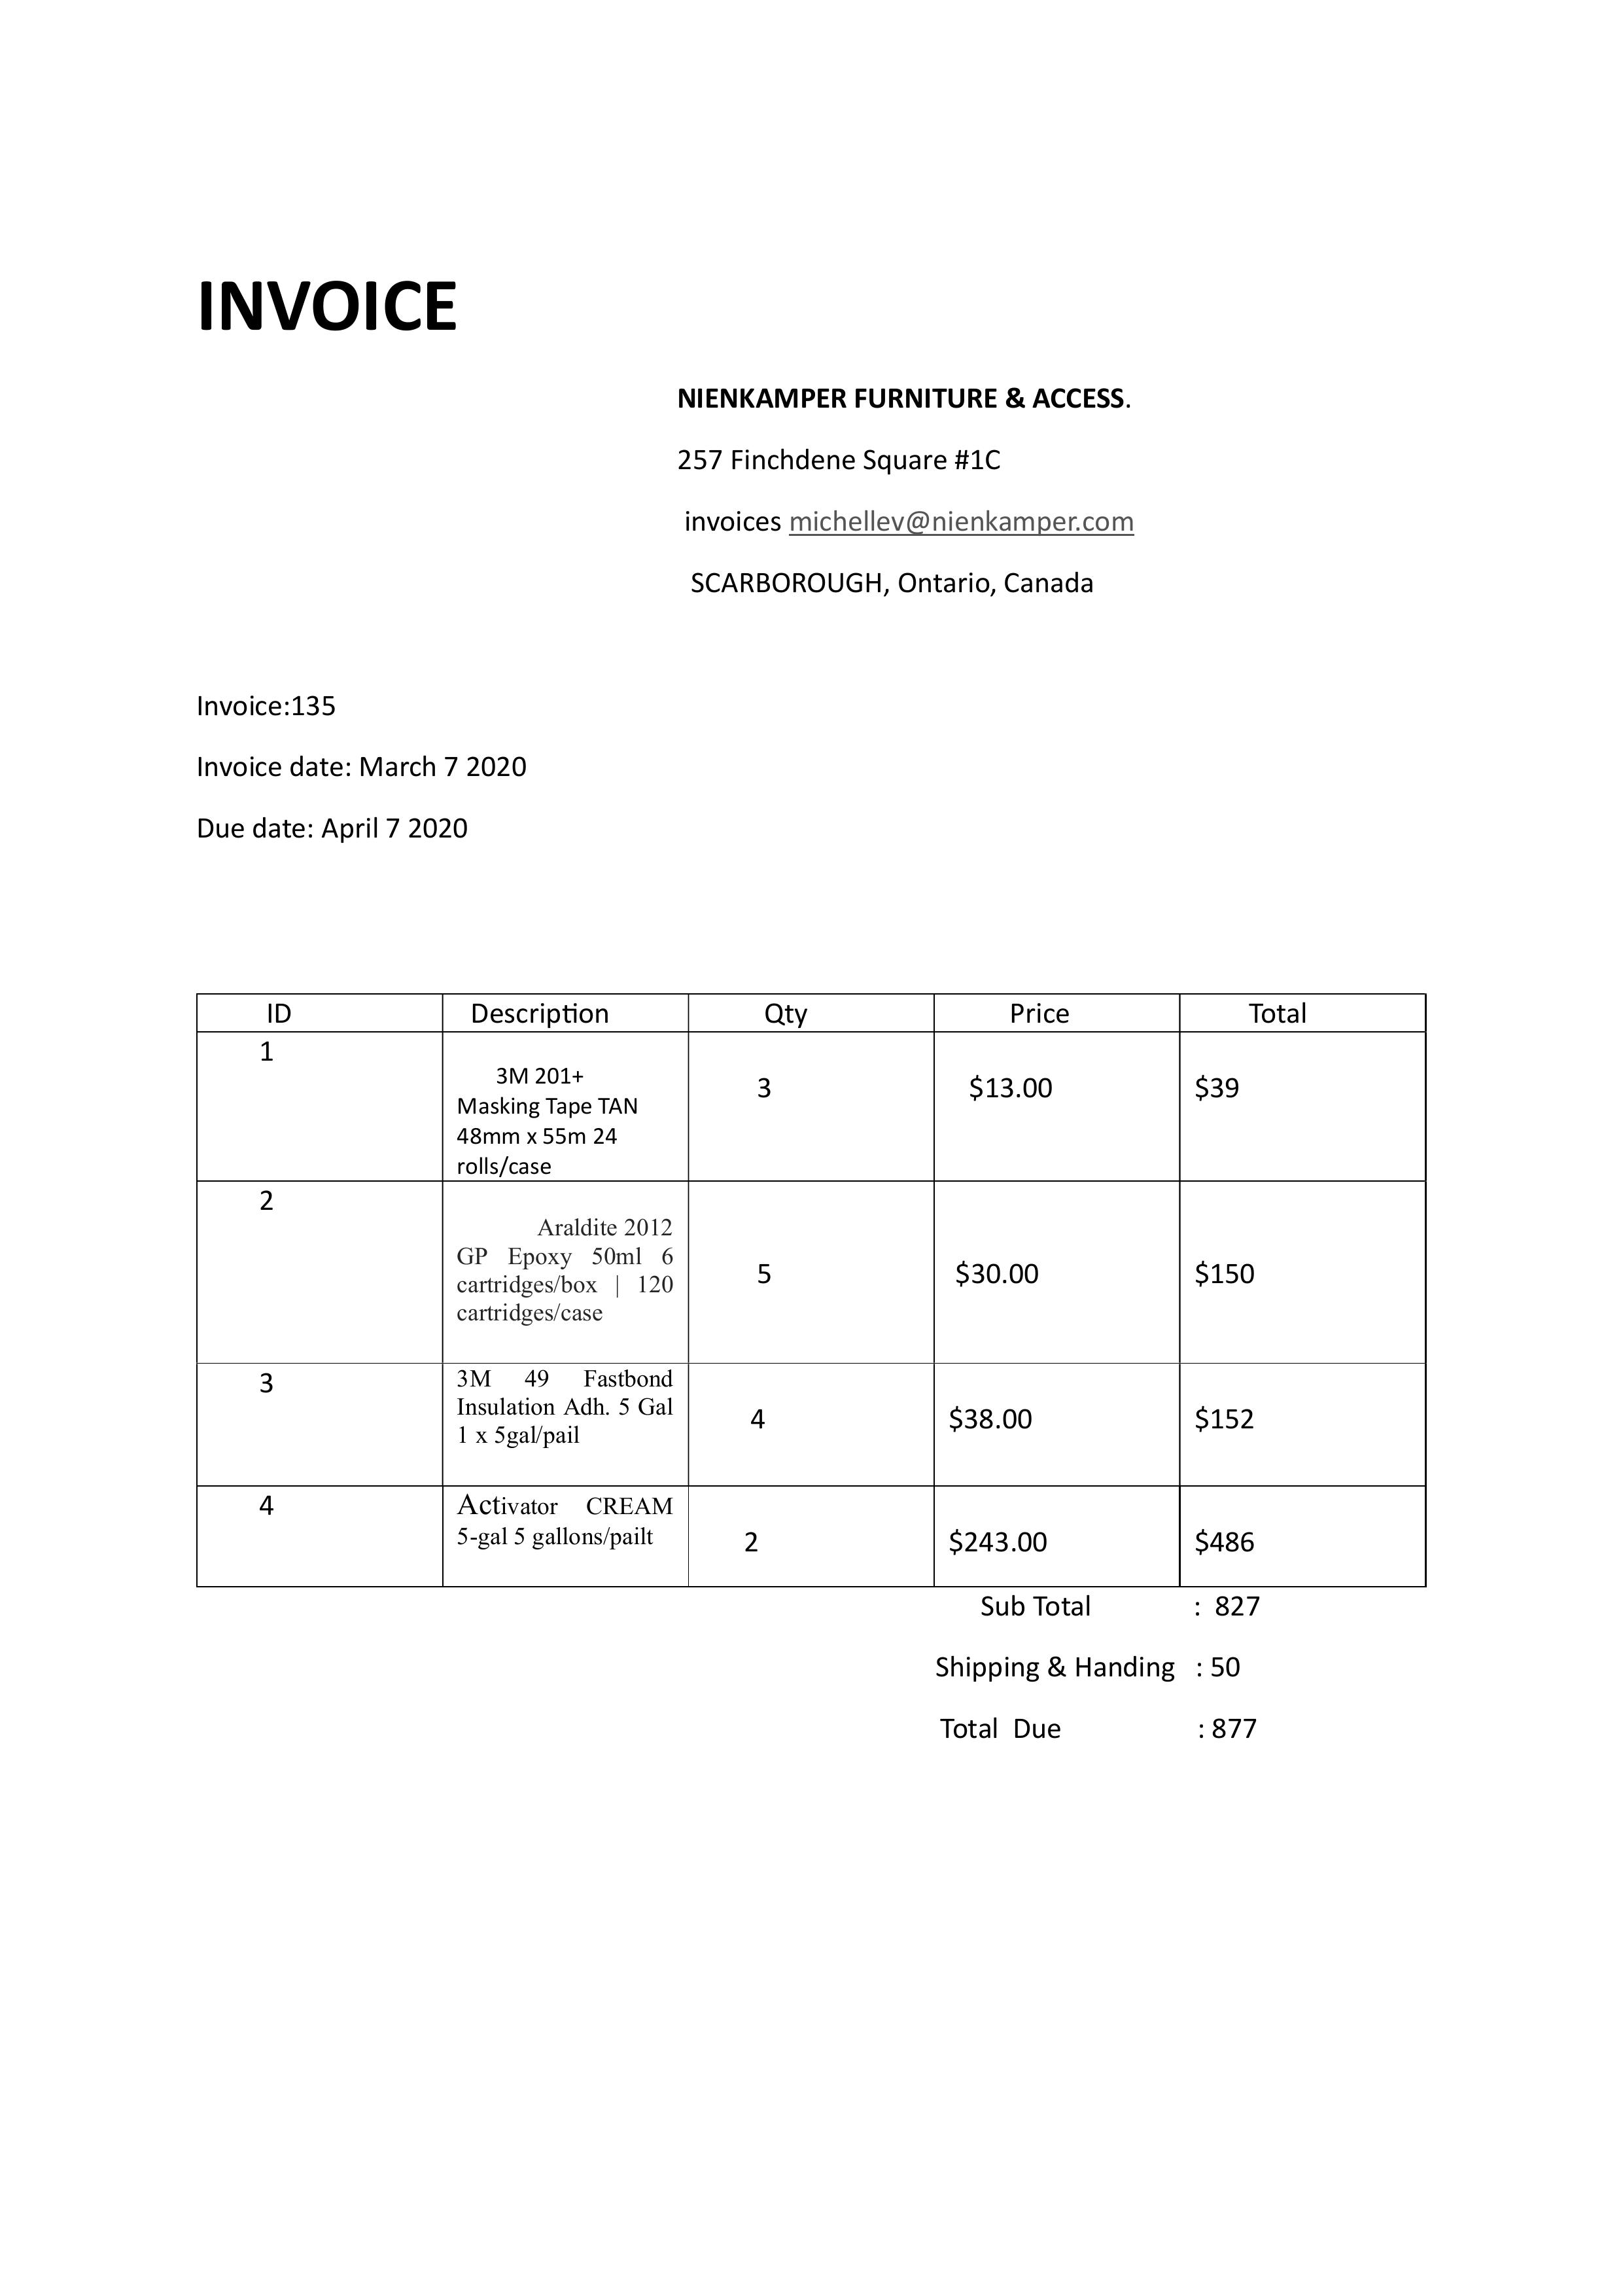 INVOICE
NIENKAMPER FURNITURE & ACCESS.
257 Finchdene Square #1C
invoices michellev@nienkamper.com
SCARBOROUGH, Ontario, Canada
Invoice:135
Invoice date: March 7 2020
Due date: April 7 2020
ID Description Qty Price Total
1
3M 201+
Masking Tape TAN
48mm x 55m 24
rolls/case
3 $13.00 $39
2
Araldite 2012
GP Epoxy 50ml 6
cartridges/box | 120
cartridges/case
5 $30.00 $150
3
3M 49 Fastbond
Insulation Adh. 5 Gal
1 x 5gal/pail
4 $38.00 $152
4
Activator CREAM
5-gal 5 gallons/pailt
2 $243.00 $486
Sub Total : 827
Shipping & Handing : 50
Total Due : 877